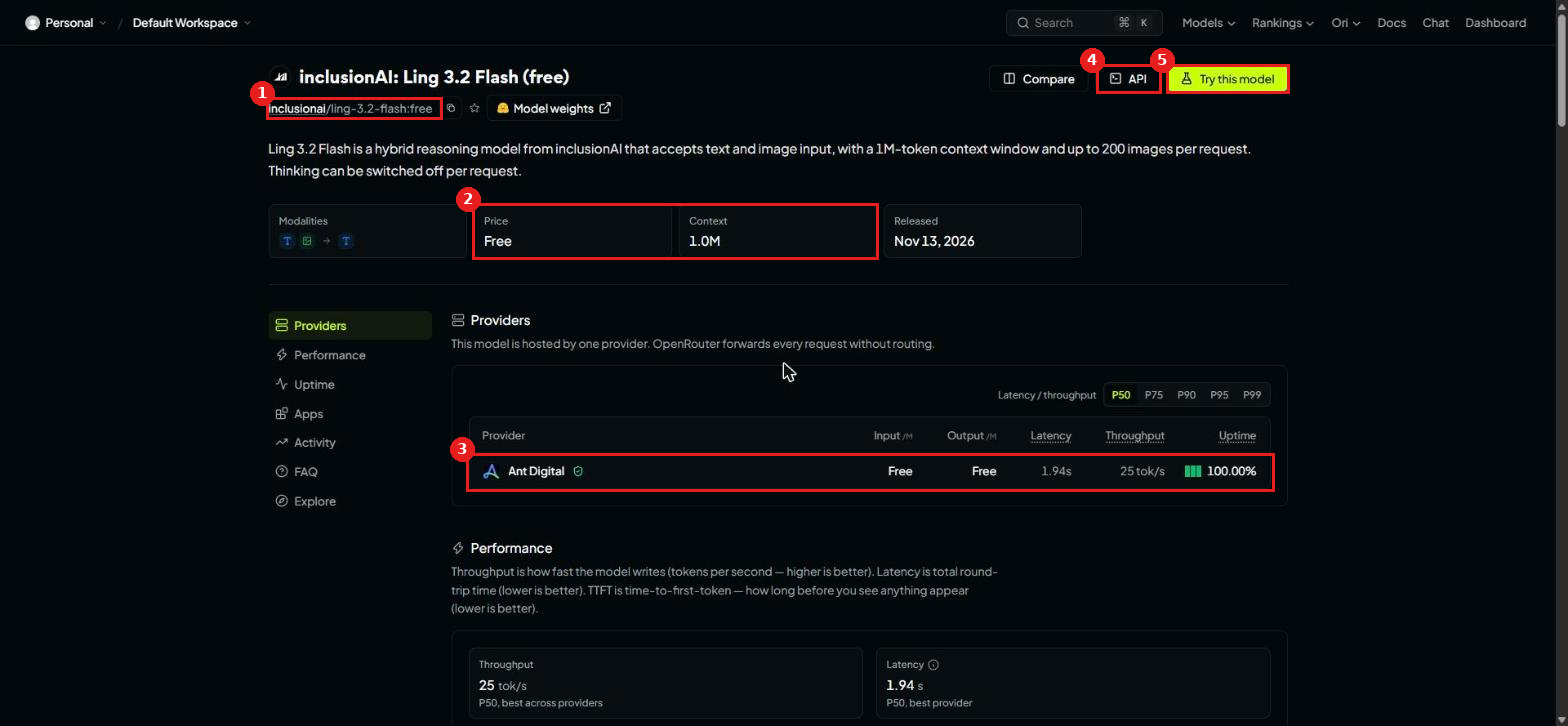 Personal / Default Workspace
Search ⌘ K
Models Rankings Ori Docs Chat Dashboard
inclusionAI: Ling 3.2 Flash (free)
Compare
4
API
5
Try this model
1
inclusionai/ling-3.2-flash:free
Model weights
Ling 3.2 Flash is a hybrid reasoning model from inclusionAI that accepts text and image input, with a 1M-token context window and up to 200 images per request.
Thinking can be switched off per request.
2
Modalities
T → T
Price
Free
Context
1.0M
Released
Nov 13, 2026
Providers
Performance
Uptime
Apps
Activity
FAQ
Explore
Providers
This model is hosted by one provider. OpenRouter forwards every request without routing.
Latency / throughput P50 P75 P90 P95 P99
Provider Input /M Output /M Latency Throughput Uptime
3
Ant Digital Free Free 1.94s 25 tok/s 100.00%
Performance
Throughput is how fast the model writes (tokens per second — higher is better). Latency is total round-
trip time (lower is better). TTFT is time-to-first-token — how long before you see anything appear
(lower is better).
Throughput
25 tok/s
P50, best across providers
Latency
1.94 s
P50, best provider